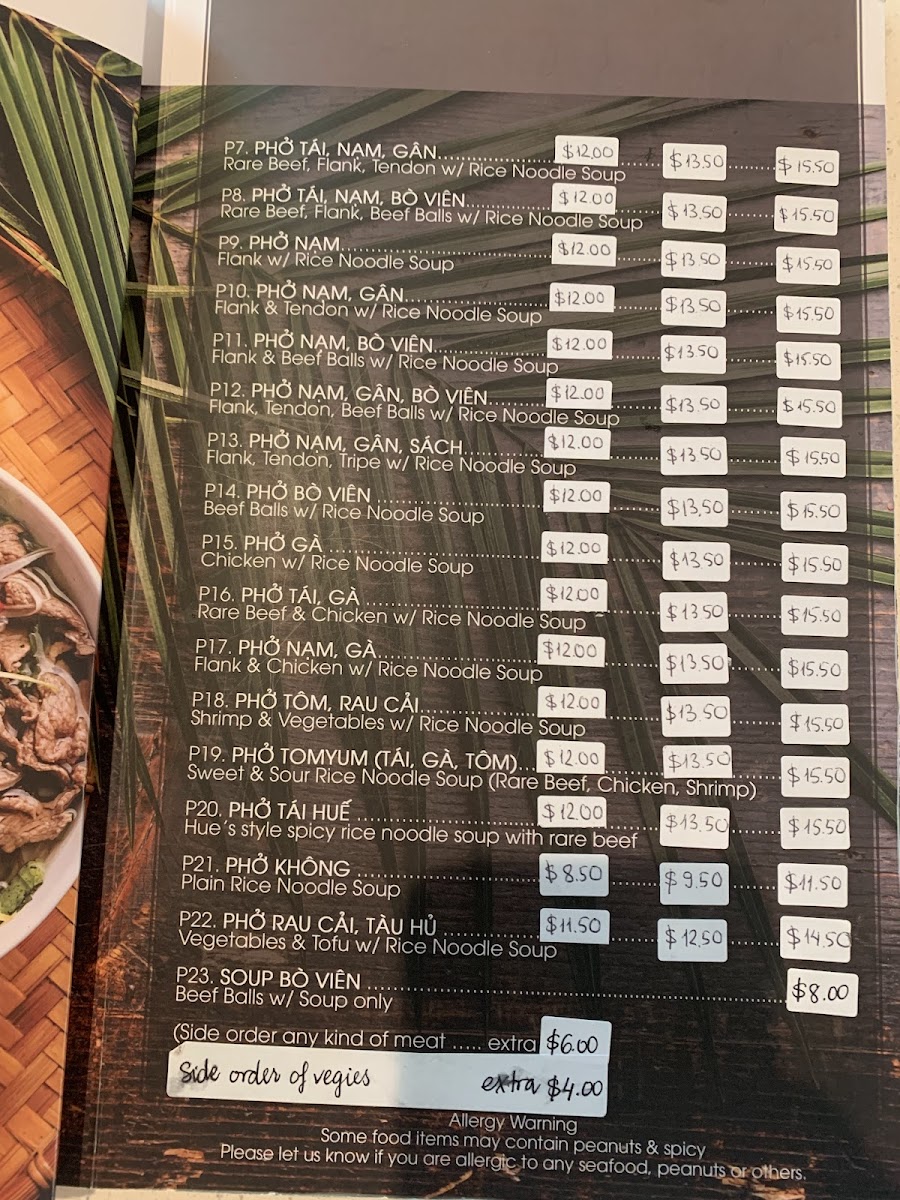 P7. PHỞ TÁI, NẠM, GÂN.......... $12.00 .......... $13.50 .......... $15.50
Rare Beef, Flank, Tendon w/ Rice Noodle Soup
P8. PHỞ TÁI, NẠM, BÒ VIÊN.......... $12.00 .......... $13.50 .......... $15.50
Rare Beef, Flank, Beef Balls w/ Rice Noodle Soup
P9. PHỞ NẠM.......... $12.00 .......... $13.50 .......... $15.50
Flank w/ Rice Noodle Soup
P10. PHỞ NẠM, GÂN.......... $12.00 .......... $13.50 .......... $15.50
Flank & Tendon w/ Rice Noodle Soup
P11. PHỞ NẠM, BÒ VIÊN.......... $12.00 .......... $13.50 .......... $15.50
Flank & Beef Balls w/ Rice Noodle Soup
P12. PHỞ NẠM, GÂN, BÒ VIÊN.......... $12.00 .......... $13.50 .......... $15.50
Flank, Tendon, Beef Balls w/ Rice Noodle Soup
P13. PHỞ NẠM, GÂN, SÁCH.......... $12.00 .......... $13.50 .......... $15.50
Flank, Tendon, Tripe w/ Rice Noodle Soup
P14. PHỞ BÒ VIÊN .......... $12.00 .......... $13.50 .......... $15.50
Beef Balls w/ Rice Noodle Soup
P15. PHỞ GÀ .......... $12.00 .......... $13.50 .......... $15.50
Chicken w/ Rice Noodle Soup
P16. PHỞ TÁI, GÀ .......... $12.00 .......... $13.50 .......... $15.50
Rare Beef & Chicken w/ Rice Noodle Soup
P17. PHỞ NẠM, GÀ.......... $12.00 .......... $13.50 .......... $15.50
Flank & Chicken w/ Rice Noodle Soup
P18. PHỞ TÔM, RAU CẢI.......... $12.00 .......... $13.50 .......... $15.50
Shrimp & Vegetables w/ Rice Noodle Soup
P19. PHỞ TOMYUM (TÁI, GÀ, TÔM)... $12.00 .......... $13.50 .......... $15.50
Sweet & Sour Rice Noodle Soup (Rare Beef, Chicken, Shrimp)
P20. PHỞ TÁI HUẾ .......... $12.00 .......... $13.50 .......... $15.50
Hue's style spicy rice noodle soup with rare beef
P21. PHỞ KHÔNG .......... $8.50 .......... $9.50 .......... $11.50
Plain Rice Noodle Soup
P22. PHỞ RAU CẢI, TÀU HỦ .......... $11.50 .......... $12.50 .......... $14.50
Vegetables & Tofu w/ Rice Noodle Soup
P23. SOUP BÒ VIÊN .......... $8.00
Beef Balls w/ Soup only
(Side order any kind of meat ..... extra $6.00
Side order of vegies extra $4.00
Allergy Warning
Some food items may contain peanuts & spicy
Please let us know if you are allergic to any seafood, peanuts or others.